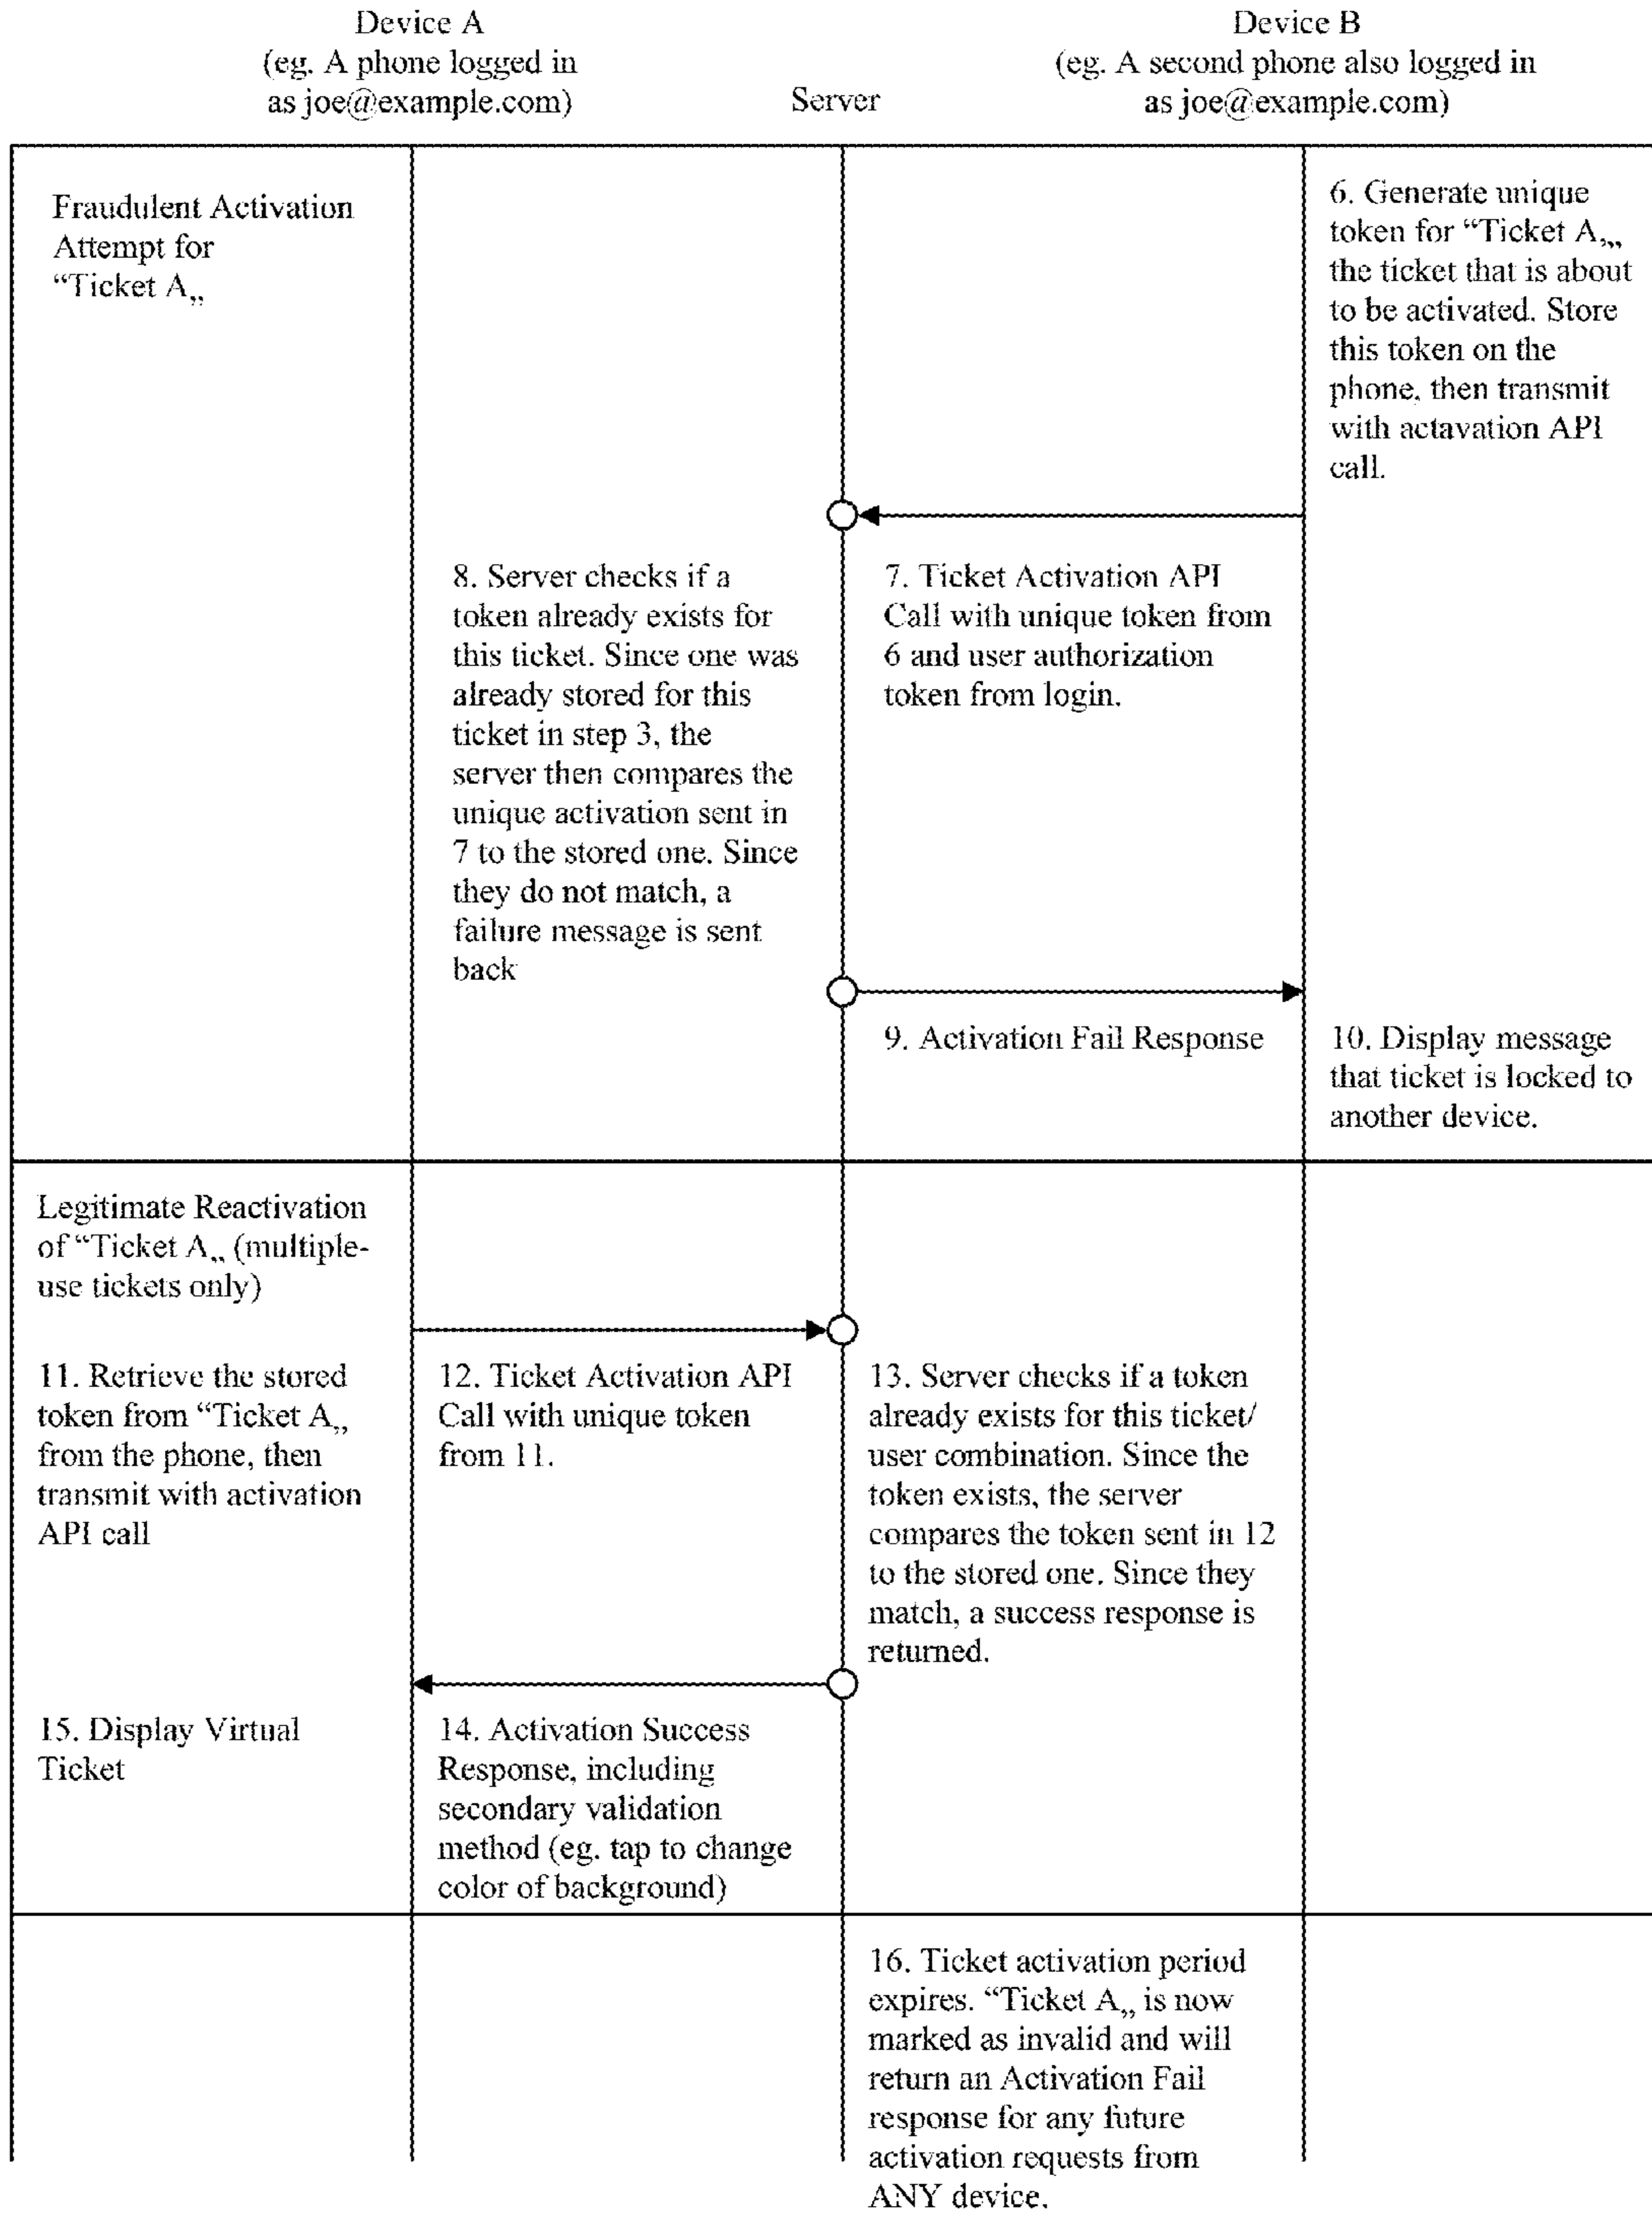 Device A
(eg. A phone logged in
as joe@example.com)
Server
Device B
(eg. A second phone also logged in
as joe@example.com)
Fraudulent Activation
Attempt for
“Ticket A„
6. Generate unique
token for “Ticket A„,
the ticket that is about
to be activated. Store
this token on the
phone, then transmit
with actavation API
call.
7. Ticket Activation API
Call with unique token from
6 and user authorization
token from login.
8. Server checks if a
token already exists for
this ticket. Since one was
already stored for this
ticket in step 3, the
server then compares the
unique activation sent in
7 to the stored one. Since
they do not match, a
failure message is sent
back
9. Activation Fail Response
10. Display message
that ticket is locked to
another device.
Legitimate Reactivation
of “Ticket A„ (multiple-
use tickets only)
11. Retrieve the stored
token from “Ticket A„
from the phone, then
transmit with activation
API call
12. Ticket Activation API
Call with unique token
from 11.
13. Server checks if a token
already exists for this ticket/
user combination. Since the
token exists, the server
compares the token sent in 12
to the stored one. Since they
match, a success response is
returned.
14. Activation Success
Response, including
secondary validation
method (eg. tap to change
color of background)
15. Display Virtual
Ticket
16. Ticket activation period
expires. “Ticket A„ is now
marked as invalid and will
return an Activation Fail
response for any future
activation requests from
ANY device.